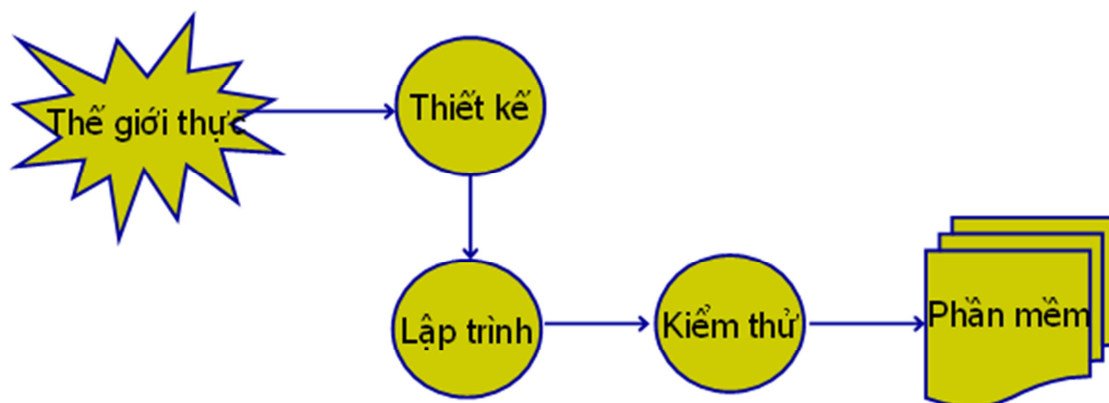 Thế giới thực
Thiết kế
Lập trình
Kiểm thử
Phần mềm